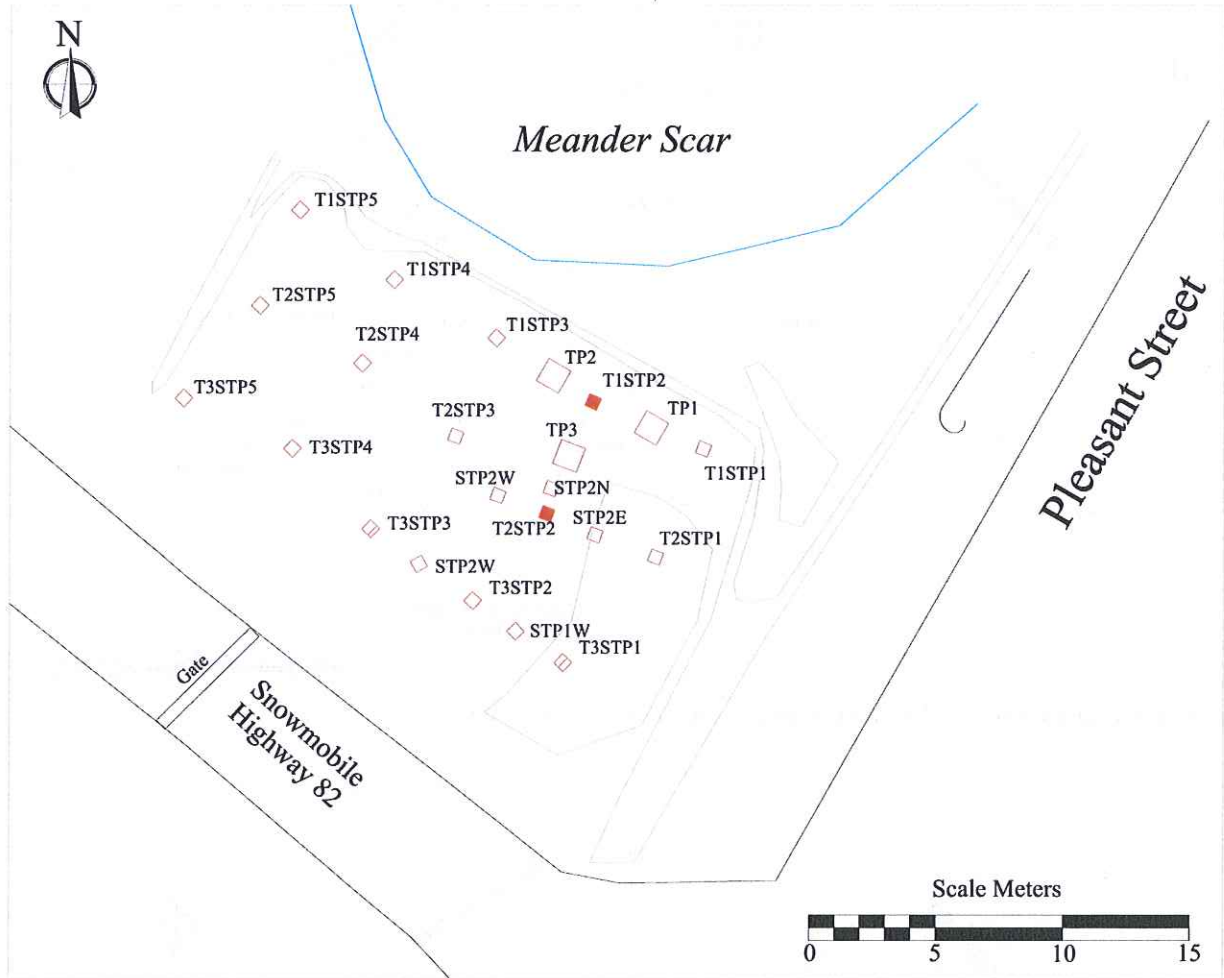 N
Meander Scar
T1STP5
T1STP4
T2STP5
T1STP3
T2STP4
TP2
T1STP2
T3STP5
TP1
T2STP3
TP3
T3STP4
T1STP1
STP2W
STP2N
T2STP2
STP2E
T3STP3
T2STP1
STP2W
T3STP2
STP1W
T3STP1
Pleasant Street
Gate
Snowmobile
Highway 82
Scale Meters
0 5 10 15